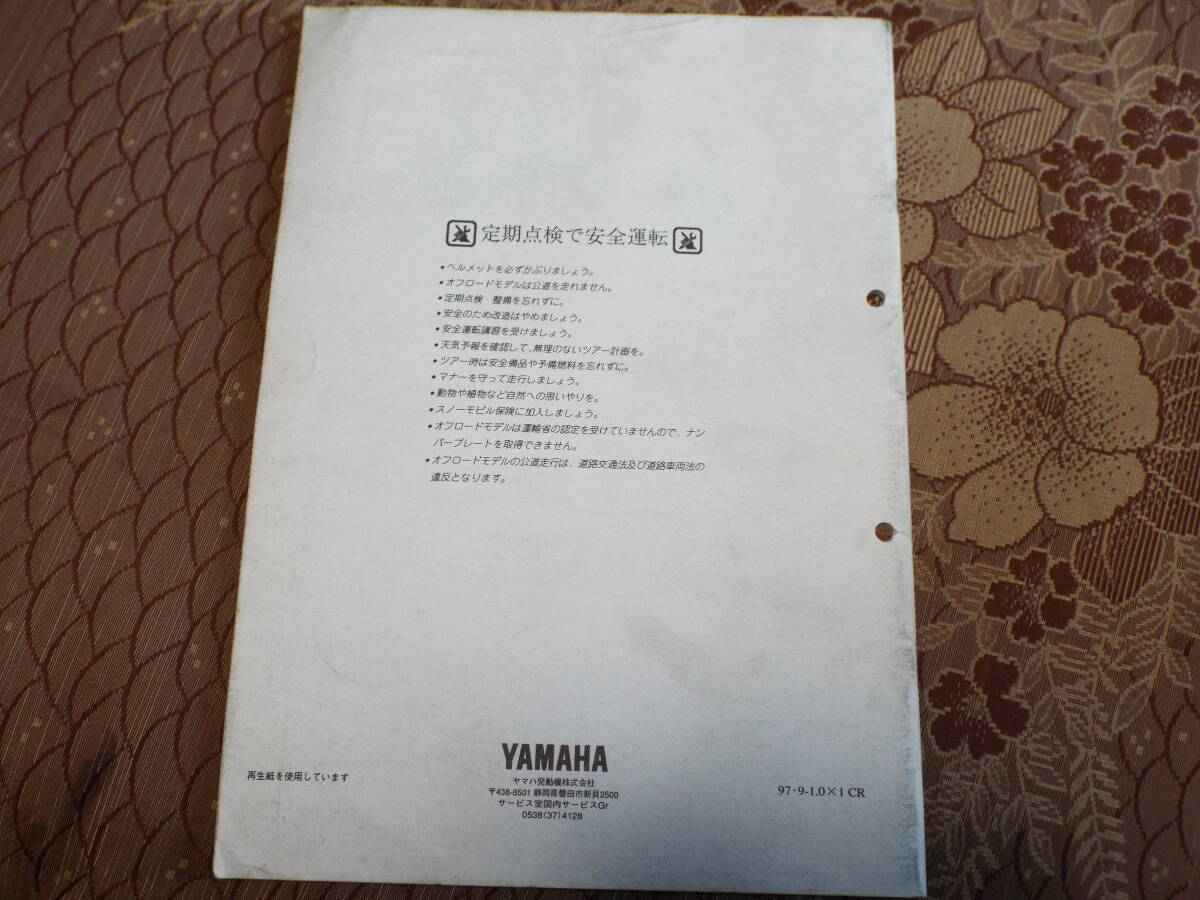 定期点検で安全運転
•ヘルメットを必ずかぶりましょう。
•オフロードモデルは公道を走れません。
•定期点検・整備を忘れずに。
•安全のため改造はやめましょう。
•安全運転講習を受けましょう。
•天気予報を確認して、無理のないツアー計画を。
•ツアー時は安全備品や予備燃料を忘れずに。
•マナーを守って走行しましょう。
•動物や植物など自然への思いやりを。
•スノーモビル保険に加入しましょう。
•オフロードモデルは運輸省の認定を受けていませんので、ナン
バープレートを取得できません。
•オフロードモデルの公道走行は、道路交通法及び道路車両法の
違反となります。
再生紙を使用しています
YAMAHA
ヤマハ発動機株式会社
〒438-8501 静岡県磐田市新貝2500
サービス室国内サービスGr
0538(37)4128
97・9-1.0×1 CR